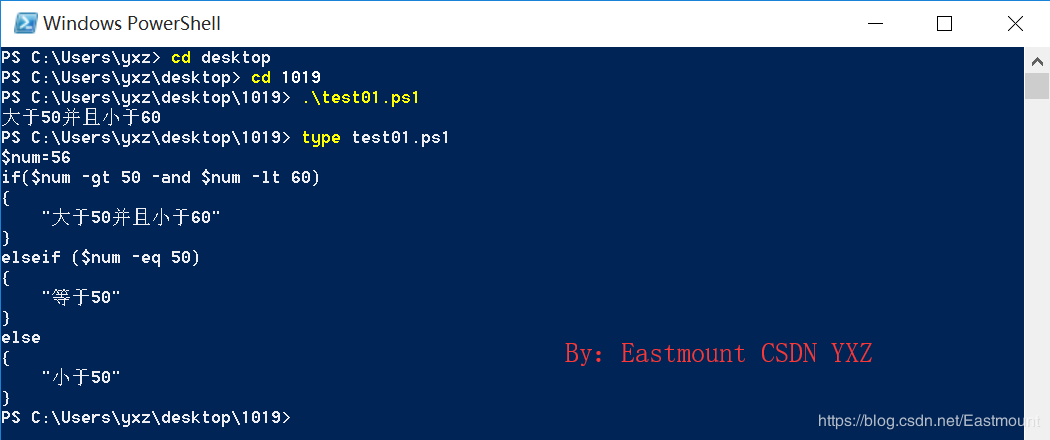 Windows PowerShell
PS C:\Users\yxz> cd desktop
PS C:\Users\yxz\desktop> cd 1019
PS C:\Users\yxz\desktop\1019> .\test01.ps1
大于50并且小于60
PS C:\Users\yxz\desktop\1019> type test01.ps1
$num=56
if($num -gt 50 -and $num -lt 60)
{
    "大于50并且小于60"
}
elseif ($num -eq 50)
{
    "等于50"
}
else
{
    "小于50"
}
PS C:\Users\yxz\desktop\1019>
By: Eastmount CSDN YXZ
https://blog.csdn.net/Eastmount